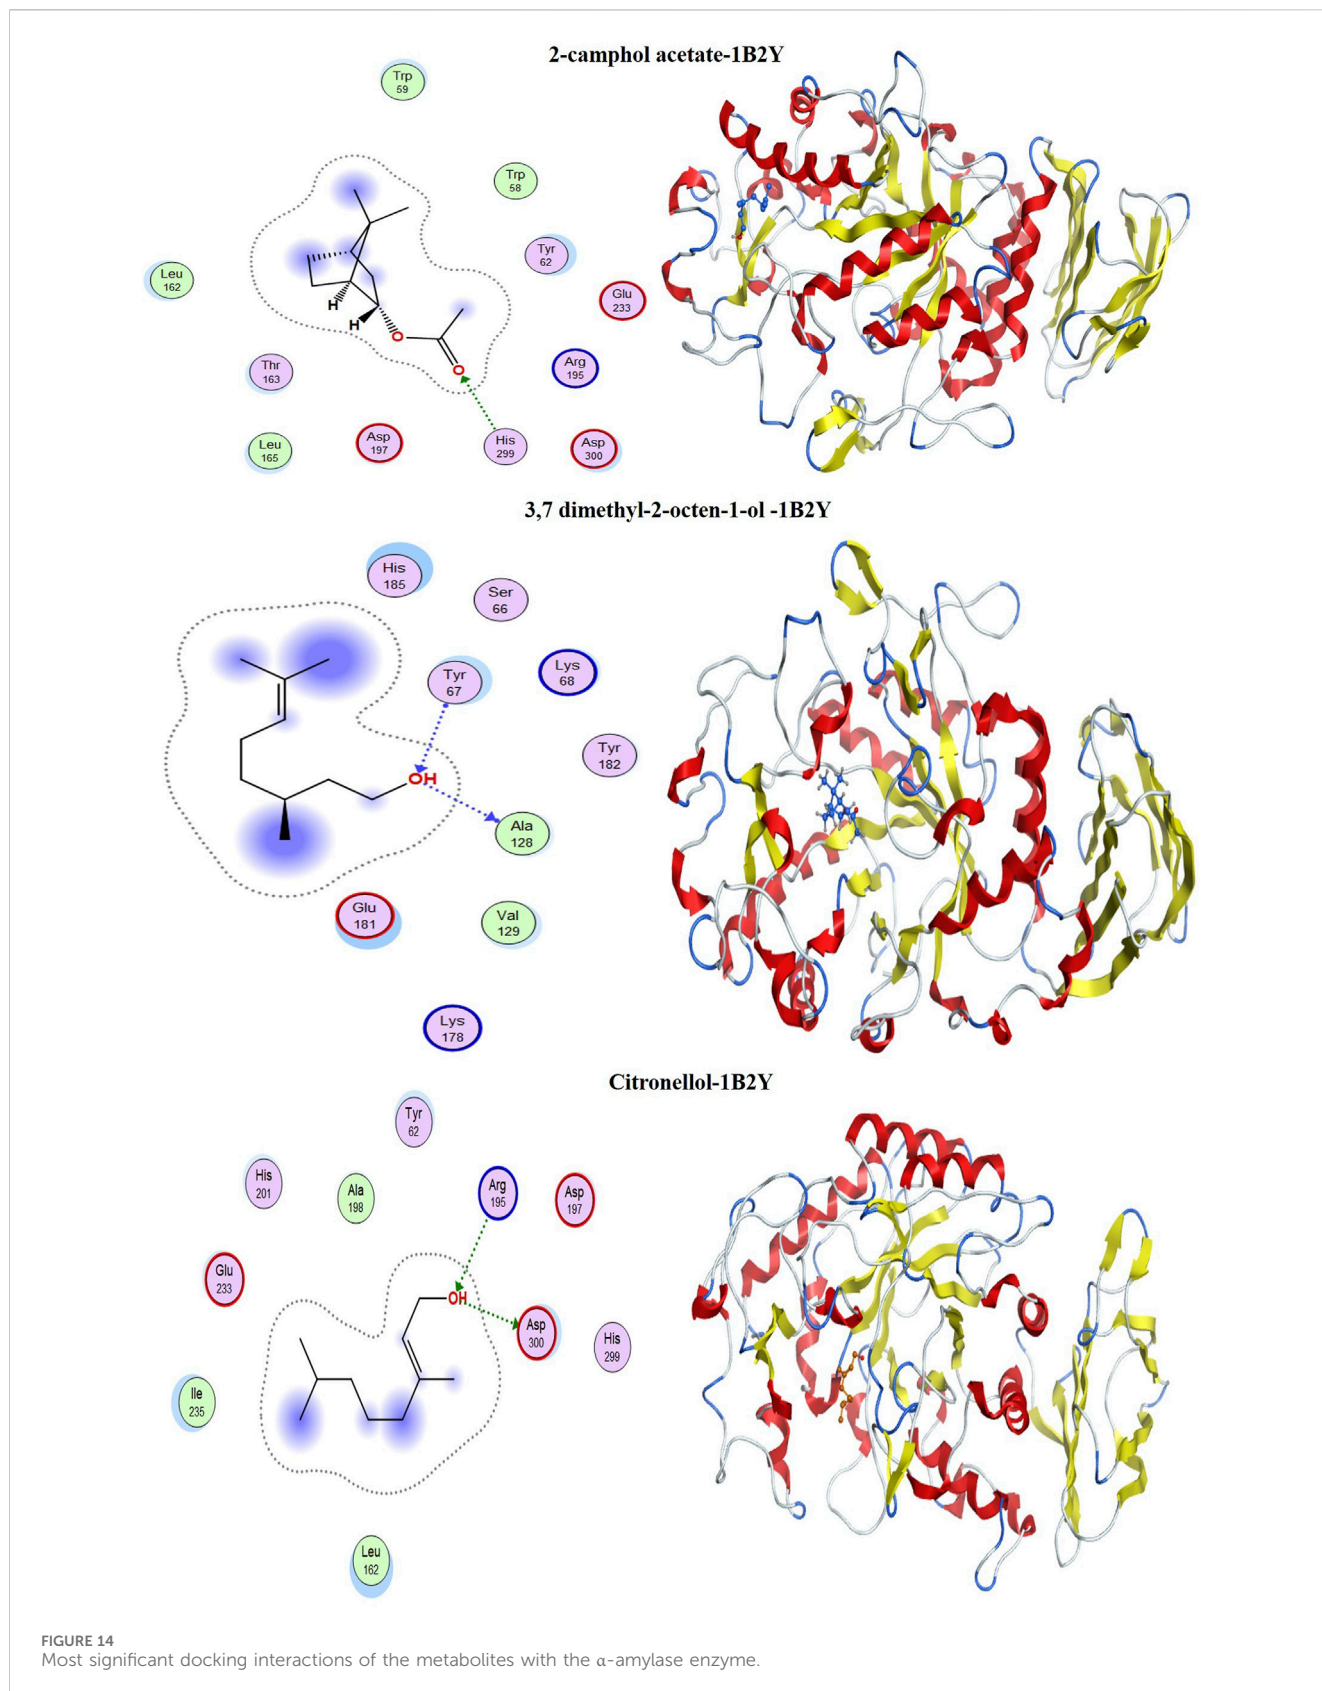 2-camphol acetate-1B2Y
Trp
59
Trp
58
Tyr
62
Leu
162
Glu
233
H
H
O
O
Thr
163
Arg
195
Asp
197
His
299
Asp
300
Leu
165
3,7 dimethyl-2-octen-1-ol -1B2Y
His
185
Ser
66
Tyr
67
Lys
68
Tyr
182
OH
Ala
128
Glu
181
Val
129
Lys
178
Citronellol-1B2Y
Tyr
62
His
201
Ala
198
Arg
195
Asp
197
Glu
233
OH
Asp
300
His
299
Ile
235
Leu
162
FIGURE 14
Most significant docking interactions of the metabolites with the α-amylase enzyme.